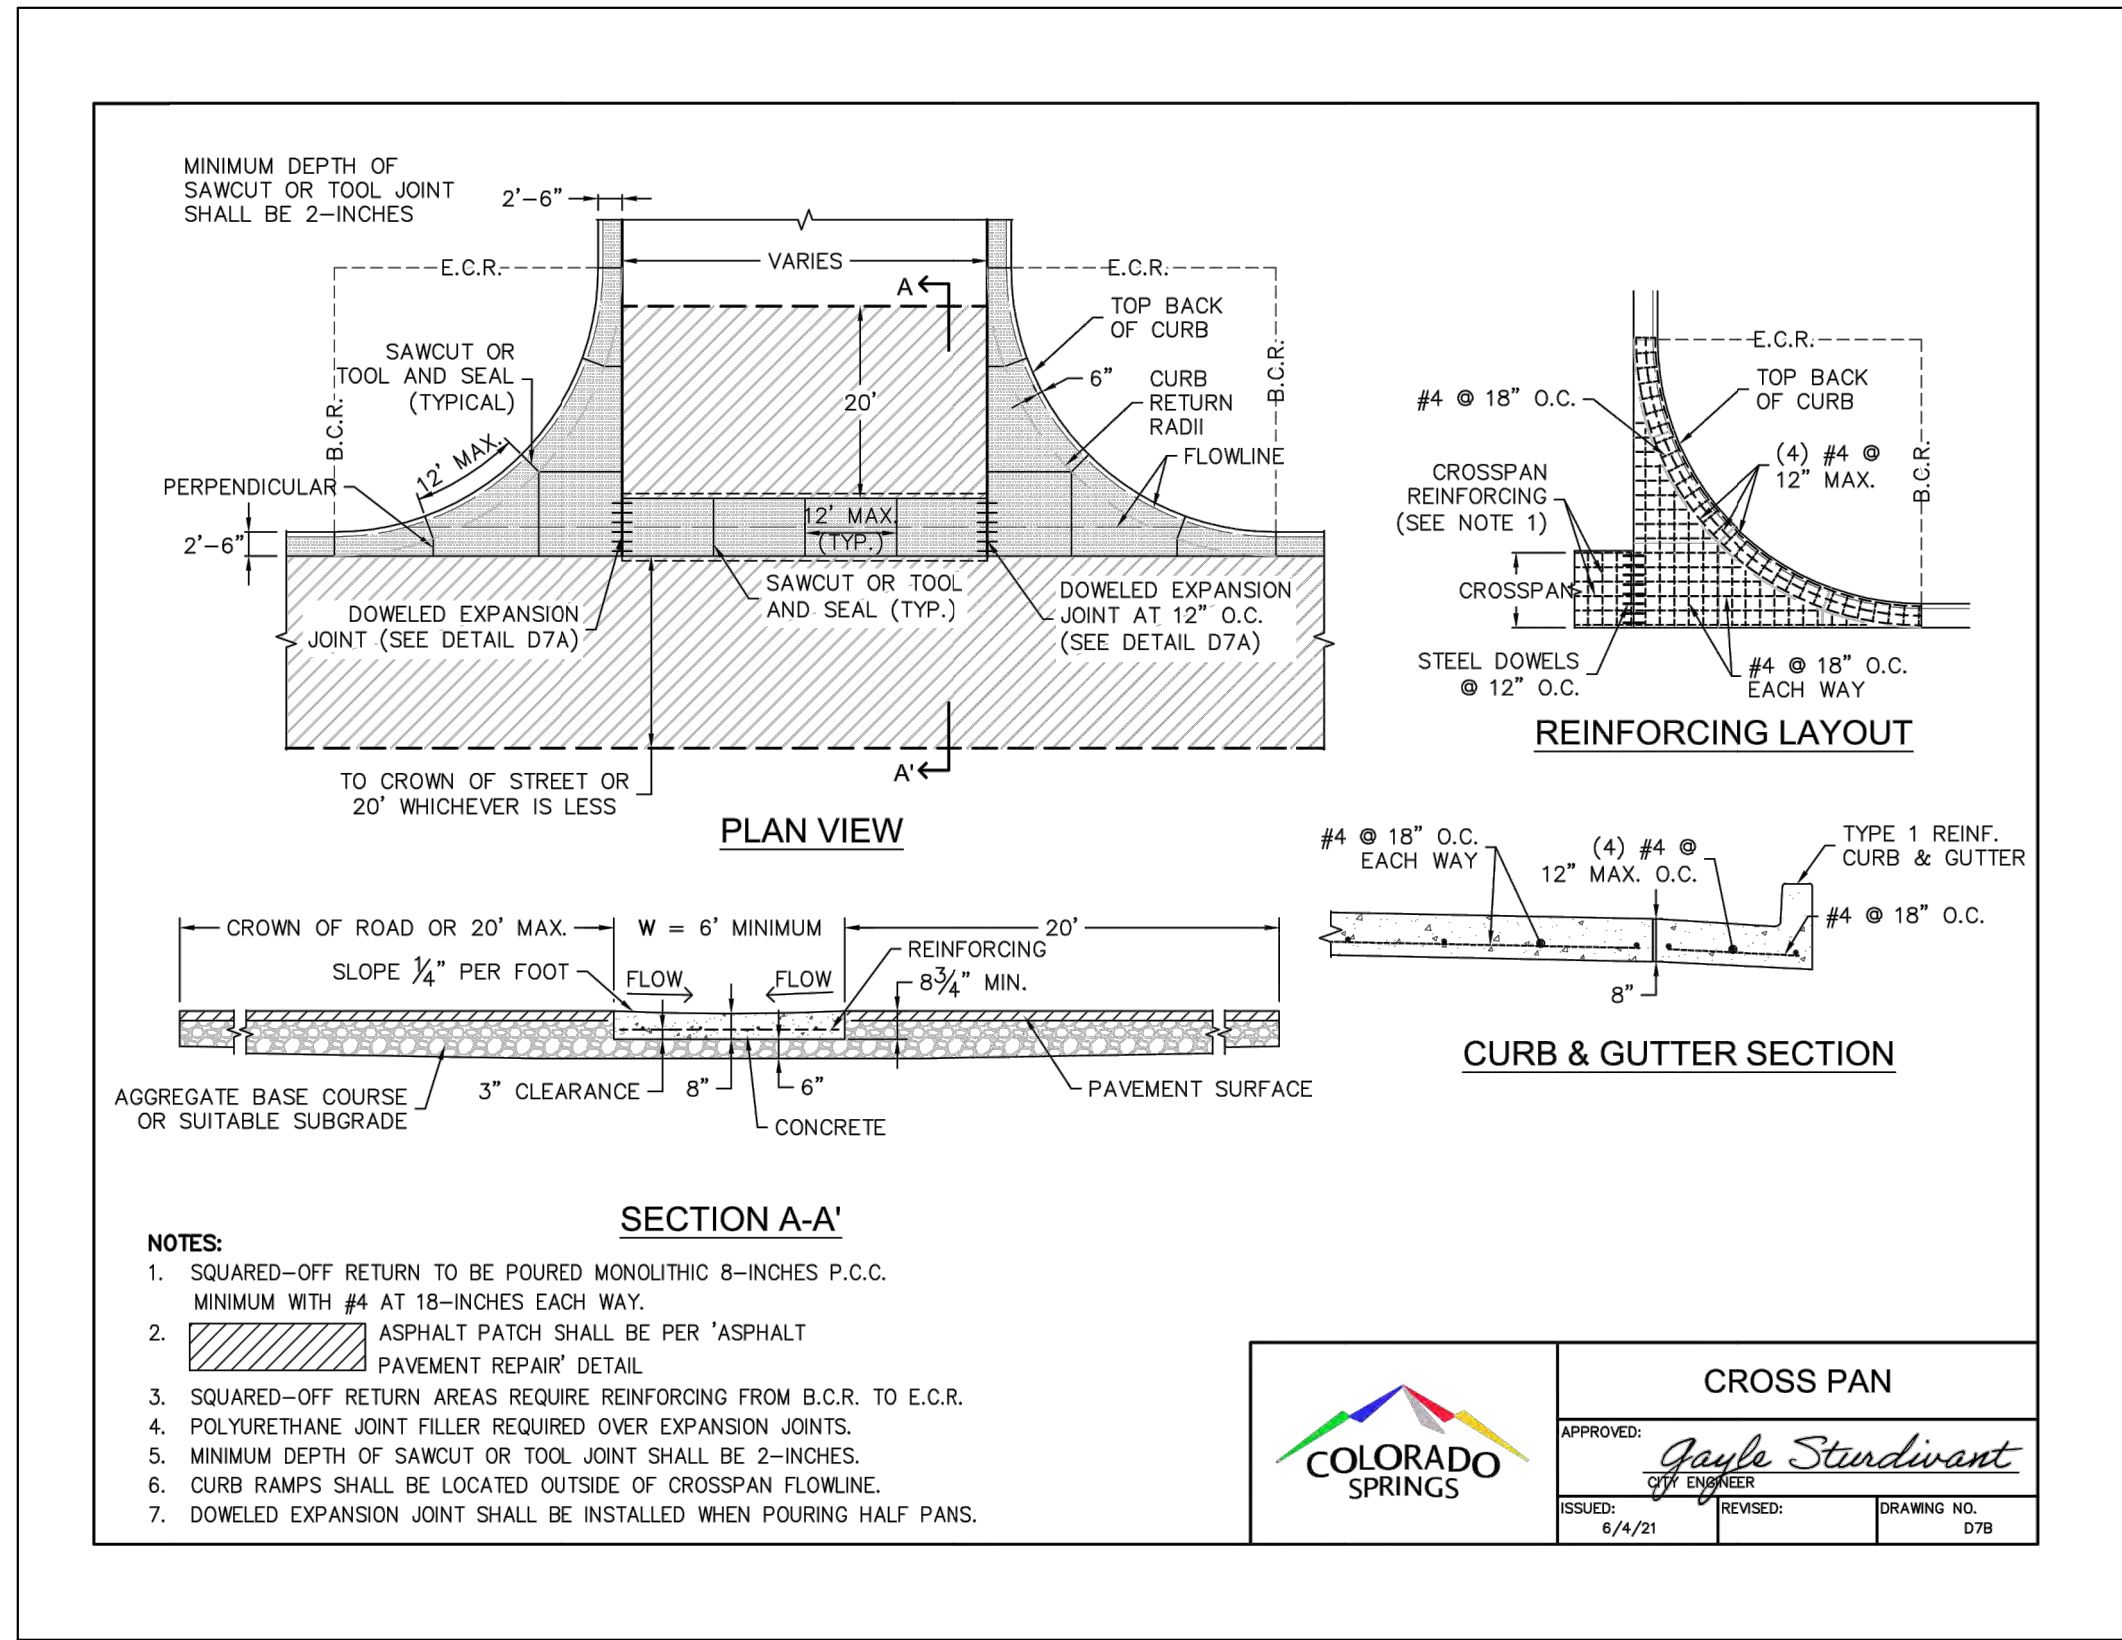 MINIMUM DEPTH OF
SAWCUT OR TOOL JOINT
SHALL BE 2-INCHES
2'-6"
E.C.R.
VARIES
E.C.R.
A
TOP BACK
OF CURB
SAWCUT OR
TOOL AND SEAL
(TYPICAL)
B.C.R.
B.C.R.
6"
CURB
RETURN
RADII
20'
FLOWLINE
12' MAX.
PERPENDICULAR
2'-6"
12' MAX.
(TYP.)
SAWCUT OR TOOL
AND SEAL (TYP.)
DOWELED EXPANSION
JOINT (SEE DETAIL D7A)
DOWELED EXPANSION
JOINT AT 12" O.C.
(SEE DETAIL D7A)
A'
TO CROWN OF STREET OR
20' WHICHEVER IS LESS
PLAN VIEW
E.C.R.
#4 @ 18" O.C.
TOP BACK
OF CURB
(4) #4 @
12" MAX.
B.C.R.
CROSSPAN
REINFORCING
(SEE NOTE 1)
CROSSPAN
STEEL DOWELS
@ 12" O.C.
#4 @ 18" O.C.
EACH WAY
REINFORCING LAYOUT
#4 @ 18" O.C.
EACH WAY
(4) #4 @
12" MAX. O.C.
TYPE 1 REINF.
CURB & GUTTER
#4 @ 18" O.C.
8"
CURB & GUTTER SECTION
CROWN OF ROAD OR 20' MAX.
W = 6' MINIMUM
20'
SLOPE 1/4" PER FOOT
FLOW
FLOW
REINFORCING
8 3/4" MIN.
3" CLEARANCE
8"
6"
PAVEMENT SURFACE
AGGREGATE BASE COURSE
OR SUITABLE SUBGRADE
CONCRETE
SECTION A-A'
NOTES:
1. SQUARED-OFF RETURN TO BE POURED MONOLITHIC 8-INCHES P.C.C.
MINIMUM WITH #4 AT 18-INCHES EACH WAY.
2. ASPHALT PATCH SHALL BE PER 'ASPHALT
PAVEMENT REPAIR' DETAIL
3. SQUARED-OFF RETURN AREAS REQUIRE REINFORCING FROM B.C.R. TO E.C.R.
4. POLYURETHANE JOINT FILLER REQUIRED OVER EXPANSION JOINTS.
5. MINIMUM DEPTH OF SAWCUT OR TOOL JOINT SHALL BE 2-INCHES.
6. CURB RAMPS SHALL BE LOCATED OUTSIDE OF CROSSPAN FLOWLINE.
7. DOWELED EXPANSION JOINT SHALL BE INSTALLED WHEN POURING HALF PANS.
COLORADO
SPRINGS
CROSS PAN
APPROVED:
Gayle Sturdivant
CITY ENGINEER
ISSUED:
6/4/21
REVISED:
DRAWING NO.
D7B